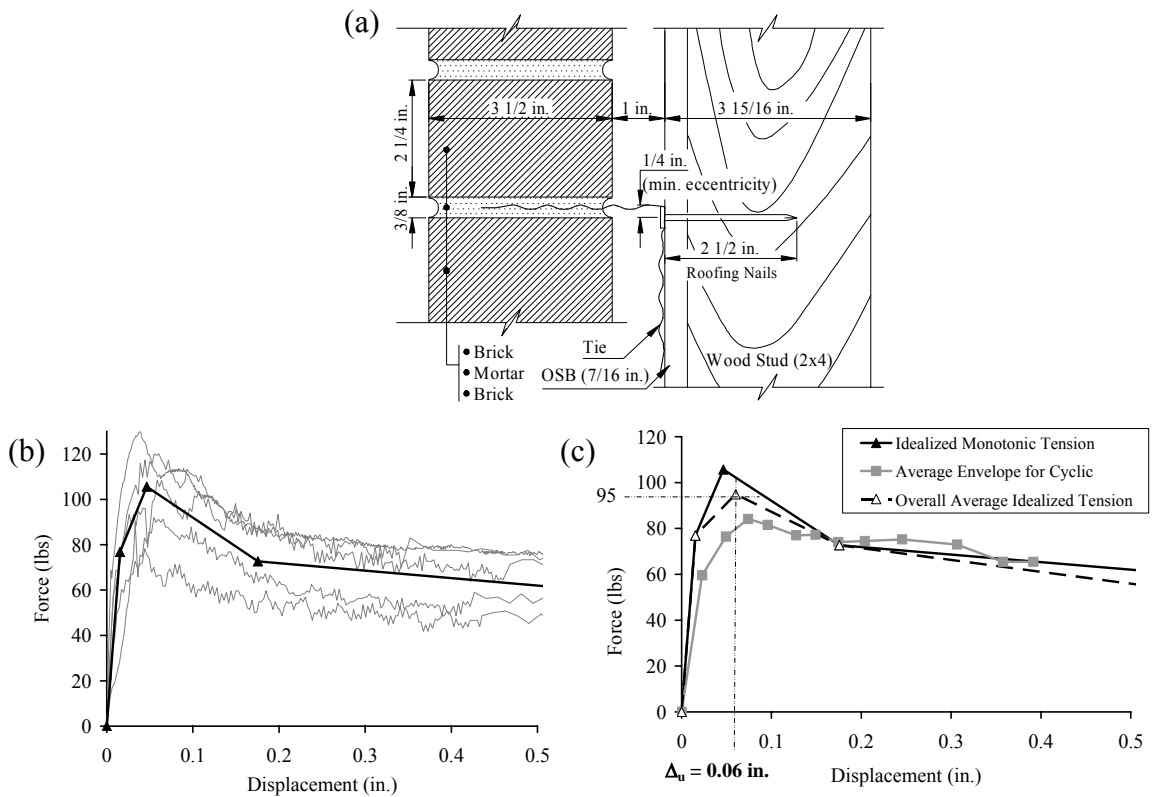 (a)
3 1/2 in.
1 in.
3 15/16 in.
2 1/4 in.
1/4 in.
(min. eccentricity)
3/8 in.
2 1/2 in.
Roofing Nails
Tie
Wood Stud (2x4)
OSB (7/16 in.)
● Brick
● Mortar
● Brick
(b)
120
100
80
60
40
20
0
Force (lbs)
0 0.1 0.2 0.3 0.4 0.5
Displacement (in.)
(c)
120
100
95
80
60
40
20
0
Force (lbs)
Idealized Monotonic Tension
Average Envelope for Cyclic
Overall Average Idealized Tension
0 0.1 0.2 0.3 0.4 0.5
Δu = 0.06 in.
Displacement (in.)